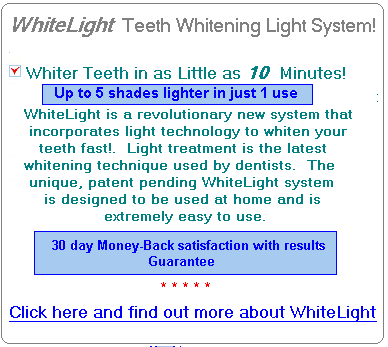 WhiteLight Teeth Whitening Light System!
Whiter Teeth in as Little as 10 Minutes!
Up to 5 shades lighter in just 1 use
WhiteLight is a revolutionary new system that
incorporates light technology to whiten your
teeth fast!. Light treatment is the latest
whitening technique used by dentists. The
unique, patent pending WhiteLight system
is designed to be used at home and is
extremely easy to use.
30 day Money-Back satisfaction with results
Guarantee
* * * * *
Click here and find out more about WhiteLight